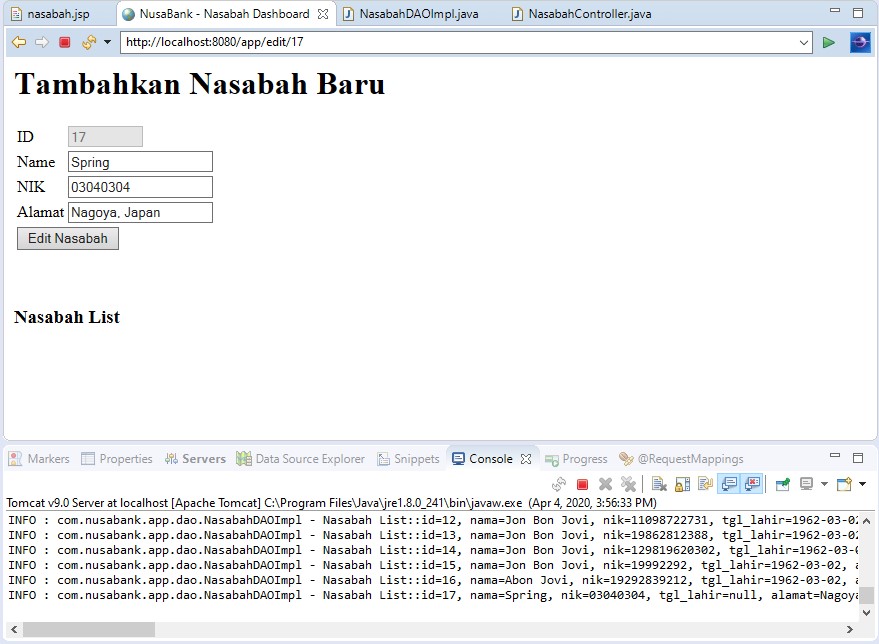 nasabah.jsp NusaBank - Nasabah Dashboard NasabahDAOImpl.java NasabahController.java
http://localhost:8080/app/edit/17
Tambahkan Nasabah Baru
ID 17
Name Spring
NIK 03040304
Alamat Nagoya, Japan
Edit Nasabah
Nasabah List
Markers Properties Servers Data Source Explorer Snippets Console Progress @RequestMappings
Tomcat v9.0 Server at localhost [Apache Tomcat] C:\Program Files\Java\jre1.8.0_241\bin\javaw.exe (Apr 4, 2020, 3:56:33 PM)
INFO : com.nusabank.app.dao.NasabahDAOImpl - Nasabah List::id=12, nama=Jon Bon Jovi, nik=11098722731, tgl_lahir=1962-03-02
INFO : com.nusabank.app.dao.NasabahDAOImpl - Nasabah List::id=13, nama=Jon Bon Jovi, nik=19862812388, tgl_lahir=1962-03-02
INFO : com.nusabank.app.dao.NasabahDAOImpl - Nasabah List::id=14, nama=Jon Bon Jovi, nik=129819620302, tgl_lahir=1962-03-0
INFO : com.nusabank.app.dao.NasabahDAOImpl - Nasabah List::id=15, nama=Jon Bon Jovi, nik=19992292, tgl_lahir=1962-03-02, a
INFO : com.nusabank.app.dao.NasabahDAOImpl - Nasabah List::id=16, nama=Abon Jovi, nik=19292839212, tgl_lahir=1962-03-02, a
INFO : com.nusabank.app.dao.NasabahDAOImpl - Nasabah List::id=17, nama=Spring, nik=03040304, tgl_lahir=null, alamat=Nagoya